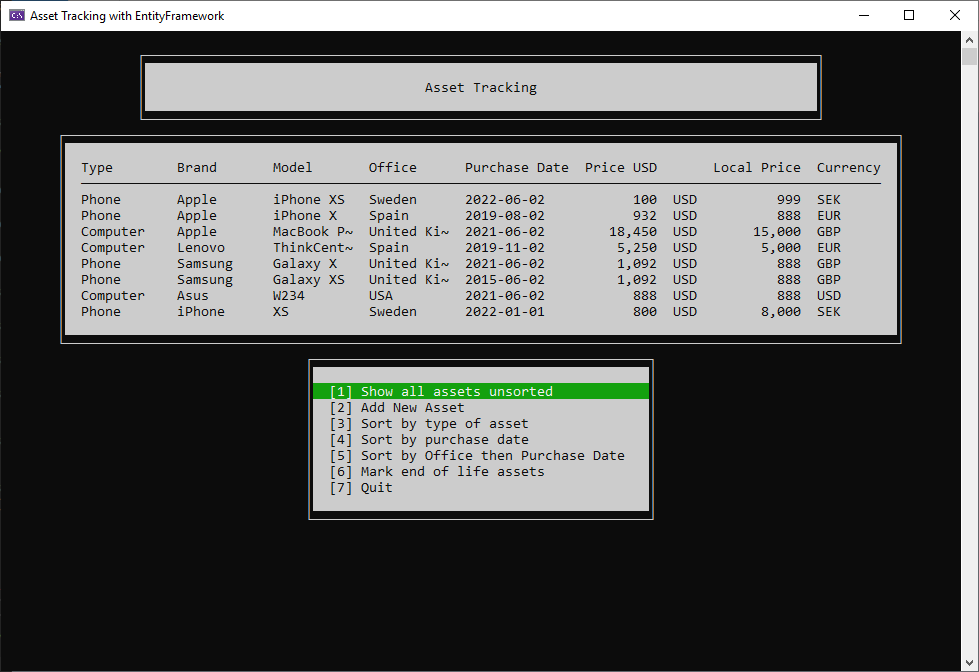 Asset Tracking with EntityFramework
Asset Tracking
Type Brand Model Office Purchase Date Price USD Local Price Currency
Phone Apple iPhone XS Sweden 2022-06-02 100 USD 999 SEK
Phone Apple iPhone X Spain 2019-08-02 932 USD 888 EUR
Computer Apple MacBook P~ United Ki~ 2021-06-02 18,450 USD 15,000 GBP
Computer Lenovo ThinkCent~ Spain 2019-11-02 5,250 USD 5,000 EUR
Phone Samsung Galaxy X United Ki~ 2021-06-02 1,092 USD 888 GBP
Phone Samsung Galaxy XS United Ki~ 2015-06-02 1,092 USD 888 GBP
Computer Asus W234 USA 2021-06-02 888 USD 888 USD
Phone iPhone XS Sweden 2022-01-01 800 USD 8,000 SEK
[1] Show all assets unsorted
[2] Add New Asset
[3] Sort by type of asset
[4] Sort by purchase date
[5] Sort by Office then Purchase Date
[6] Mark end of life assets
[7] Quit